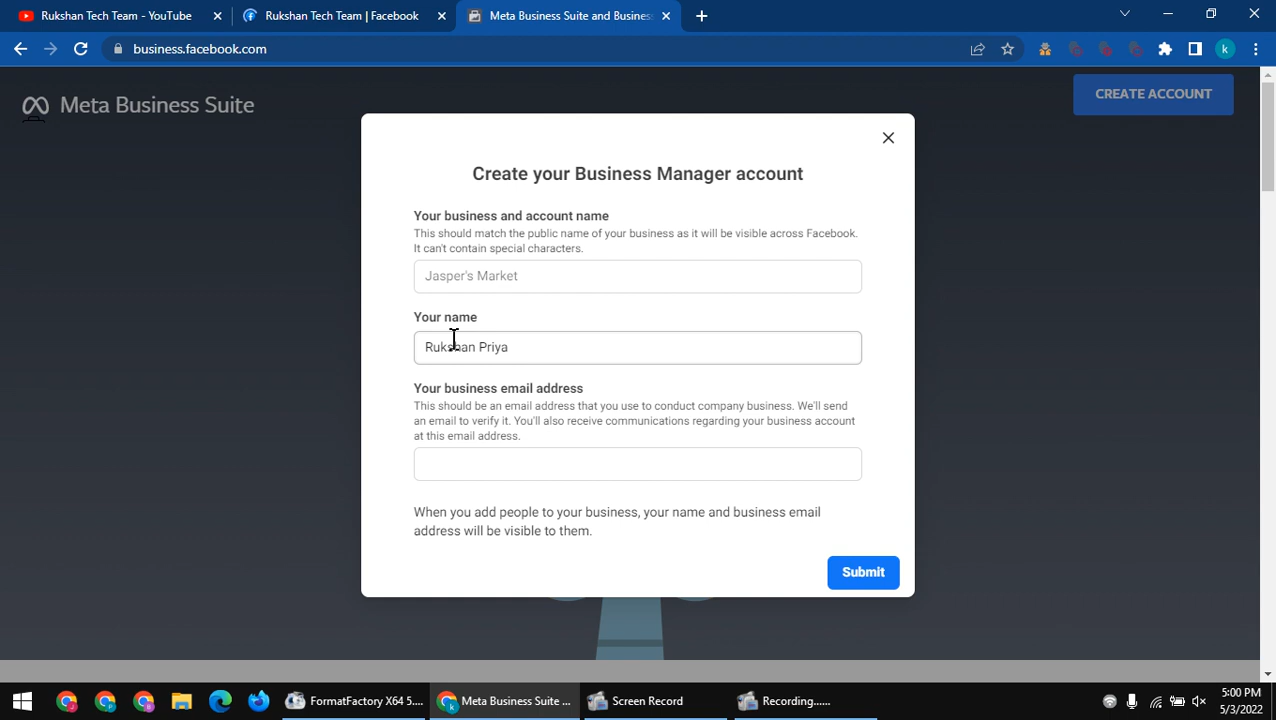 Rukshan Tech Team - YouTube
Rukshan Tech Team | Facebook
Meta Business Suite and Busines
business.facebook.com
k
Meta Business Suite
CREATE ACCOUNT
Create your Business Manager account
Your business and account name
This should match the public name of your business as it will be visible across Facebook.
It can't contain special characters.
Jasper's Market
Your name
Rukshan Priya
Your business email address
This should be an email address that you use to conduct company business. We'll send
an email to verify it. You'll also receive communications regarding your business account
at this email address.
When you add people to your business, your name and business email
address will be visible to them.
Submit
FormatFactory X64 5....
Meta Business Suite ...
Screen Record
Recording......
5:00 PM
5/3/2022